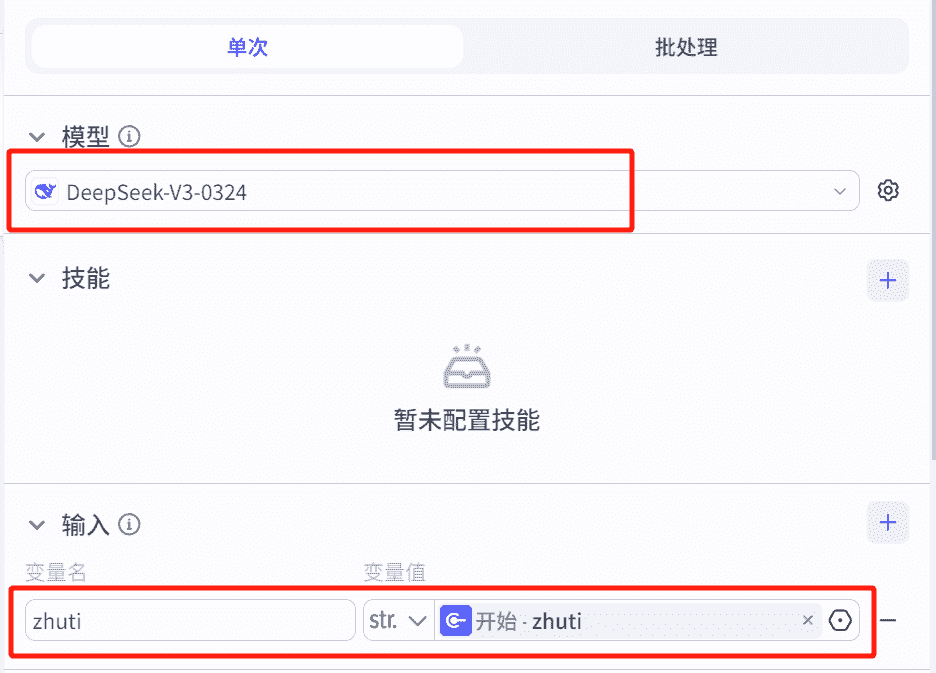 单次 批处理
模型
DeepSeek-V3-0324
技能
暂未配置技能
输入
变量名 变量值
zhuti str. 开始 - zhuti